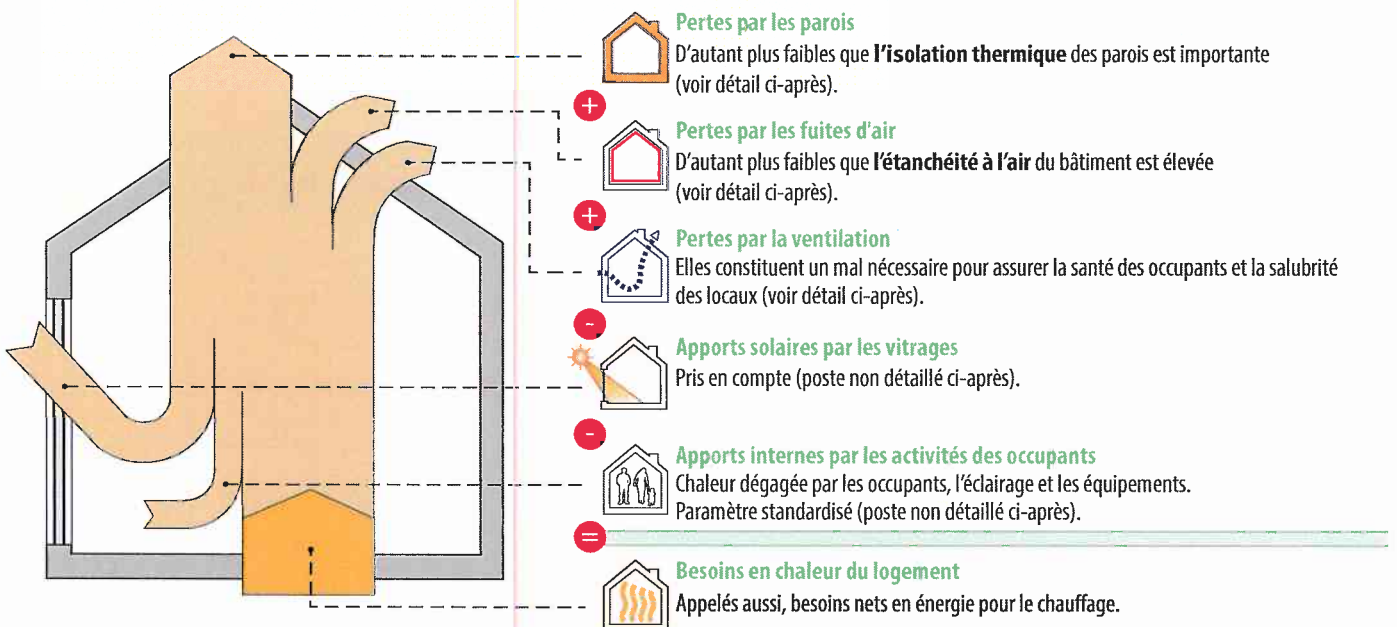 Pertes par les parois
D'autant plus faibles que l'isolation thermique des parois est importante
(voir détail ci-après).
+
Pertes par les fuites d'air
D'autant plus faibles que l'étanchéité à l'air du bâtiment est élevée
(voir détail ci-après).
+
Pertes par la ventilation
Elles constituent un mal nécessaire pour assurer la santé des occupants et la salubrité
des locaux (voir détail ci-après).
-
Apports solaires par les vitrages
Pris en compte (poste non détaillé ci-après).
-
Apports internes par les activités des occupants
Chaleur dégagée par les occupants, l'éclairage et les équipements.
Paramètre standardisé (poste non détaillé ci-après).
=
Besoins en chaleur du logement
Appelés aussi, besoins nets en énergie pour le chauffage.